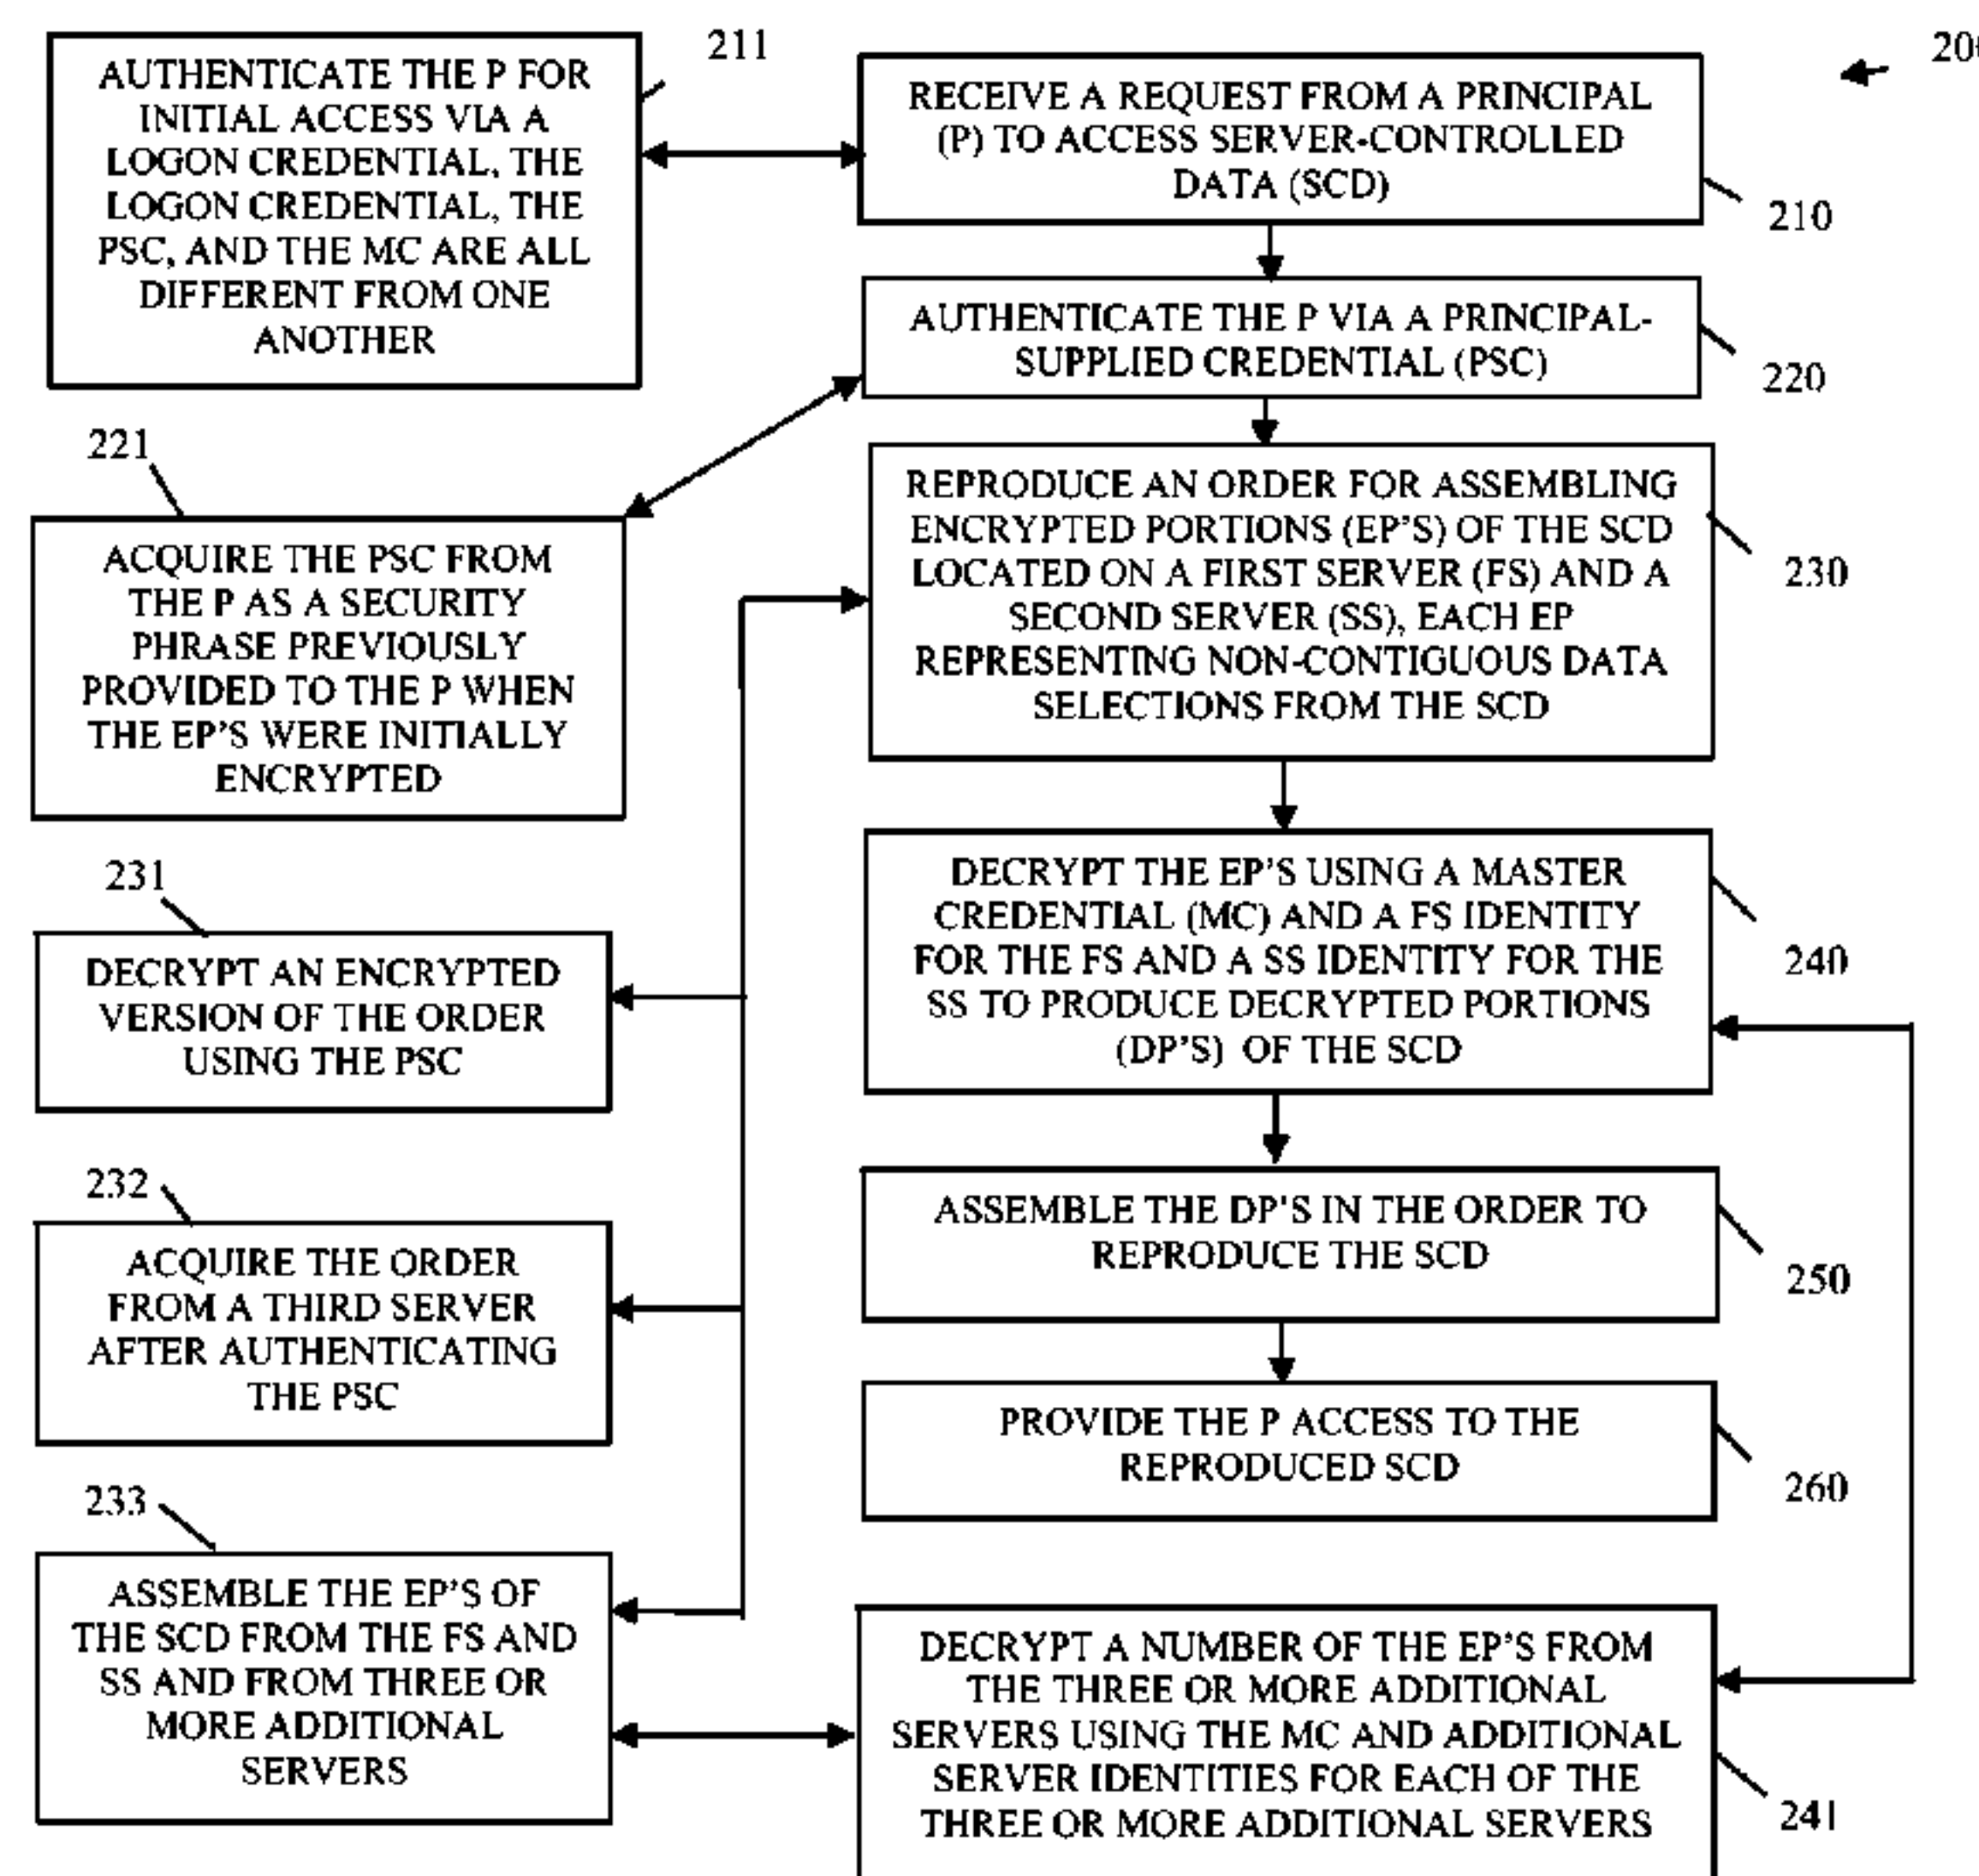 211
AUTHENTICATE THE P FOR
INITIAL ACCESS VIA A
LOGON CREDENTIAL, THE
LOGON CREDENTIAL, THE
PSC, AND THE MC ARE ALL
DIFFERENT FROM ONE
ANOTHER
RECEIVE A REQUEST FROM A PRINCIPAL
(P) TO ACCESS SERVER-CONTROLLED
DATA (SCD)
210
AUTHENTICATE THE P VIA A PRINCIPAL-
SUPPLIED CREDENTIAL (PSC)
220
221
ACQUIRE THE PSC FROM
THE P AS A SECURITY
PHRASE PREVIOUSLY
PROVIDED TO THE P WHEN
THE EP'S WERE INITIALLY
ENCRYPTED
REPRODUCE AN ORDER FOR ASSEMBLING
ENCRYPTED PORTIONS (EP'S) OF THE SCD
LOCATED ON A FIRST SERVER (FS) AND A
SECOND SERVER (SS), EACH EP
REPRESENTING NON-CONTIGUOUS DATA
SELECTIONS FROM THE SCD
230
231
DECRYPT AN ENCRYPTED
VERSION OF THE ORDER
USING THE PSC
DECRYPT THE EP'S USING A MASTER
CREDENTIAL (MC) AND A FS IDENTITY
FOR THE FS AND A SS IDENTITY FOR THE
SS TO PRODUCE DECRYPTED PORTIONS
(DP'S) OF THE SCD
240
232
ACQUIRE THE ORDER
FROM A THIRD SERVER
AFTER AUTHENTICATING
THE PSC
ASSEMBLE THE DP'S IN THE ORDER TO
REPRODUCE THE SCD
250
PROVIDE THE P ACCESS TO THE
REPRODUCED SCD
260
233
ASSEMBLE THE EP'S OF
THE SCD FROM THE FS AND
SS AND FROM THREE OR
MORE ADDITIONAL
SERVERS
DECRYPT A NUMBER OF THE EP'S FROM
THE THREE OR MORE ADDITIONAL
SERVERS USING THE MC AND ADDITIONAL
SERVER IDENTITIES FOR EACH OF THE
THREE OR MORE ADDITIONAL SERVERS
241